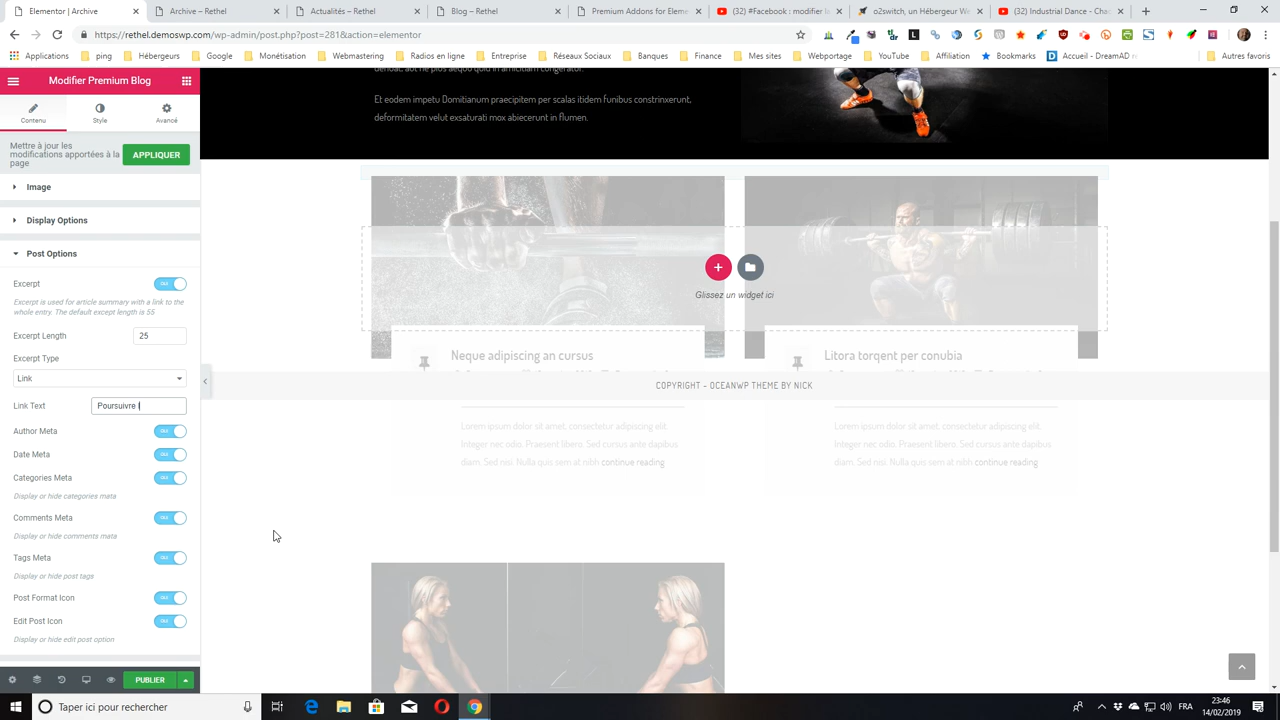 Modifier ‹ Rethel
Actualités – Rethel
Blog – Rethel
Premium Addons for Eleme
(32) #Facebook : modifier l
o2switch, un Hébergeur We
(32) Industrial Dance - Cha
https://rethel.demoswp.com/wp-admin/post.php?post=281&action=elementor
Applications
ping
Hébergeurs
Google
Monétisation
Webmastering
Radios en ligne
Entreprise
Réseaux Sociaux
Banques
Finance
Mes sites
Webportage
YouTube
Affiliation
Bookmarks
Accueil - DreamAD
Autres favoris
Modifier Premium Blog
Contenu
Style
Avancé
Mettre à jour les
modifications apportées à la
page
APPLIQUER
Image
Display Options
Post Options
Excerpt
OUI
Excerpt is used for article summary with a link to the
whole entry. The default except length is 55
Excerpt Length
25
Excerpt Type
Link
Link Text
Poursuivre l
Author Meta
OUI
Date Meta
OUI
Categories Meta
OUI
Display or hide categories mata
Comments Meta
OUI
Display or hide comments mata
Tags Meta
OUI
Display or hide post tags
Post Format Icon
OUI
Edit Post Icon
OUI
Display or hide edit post option
PUBLIER
Et eodem impetu Domitianum praecipitem per scalas itidem funibus constrinxerunt,
deformitatem velut exsaturati mox abiecerunt in flumen.
Glissez un widget ici
Neque adipiscing an cursus
Litora torqent per conubia
COPYRIGHT - OCEANWP THEME BY NICK
Lorem ipsum dolor sit amet, consectetur adipiscing elit.
Integer nec odio. Praesent libero. Sed cursus ante dapibus
diam. Sed nisi. Nulla quis sem at nibh continue reading
Lorem ipsum dolor sit amet, consectetur adipiscing elit.
Integer nec odio. Praesent libero. Sed cursus ante dapibus
diam. Sed nisi. Nulla quis sem at nibh continue reading
Taper ici pour rechercher
FRA
23:46
14/02/2019